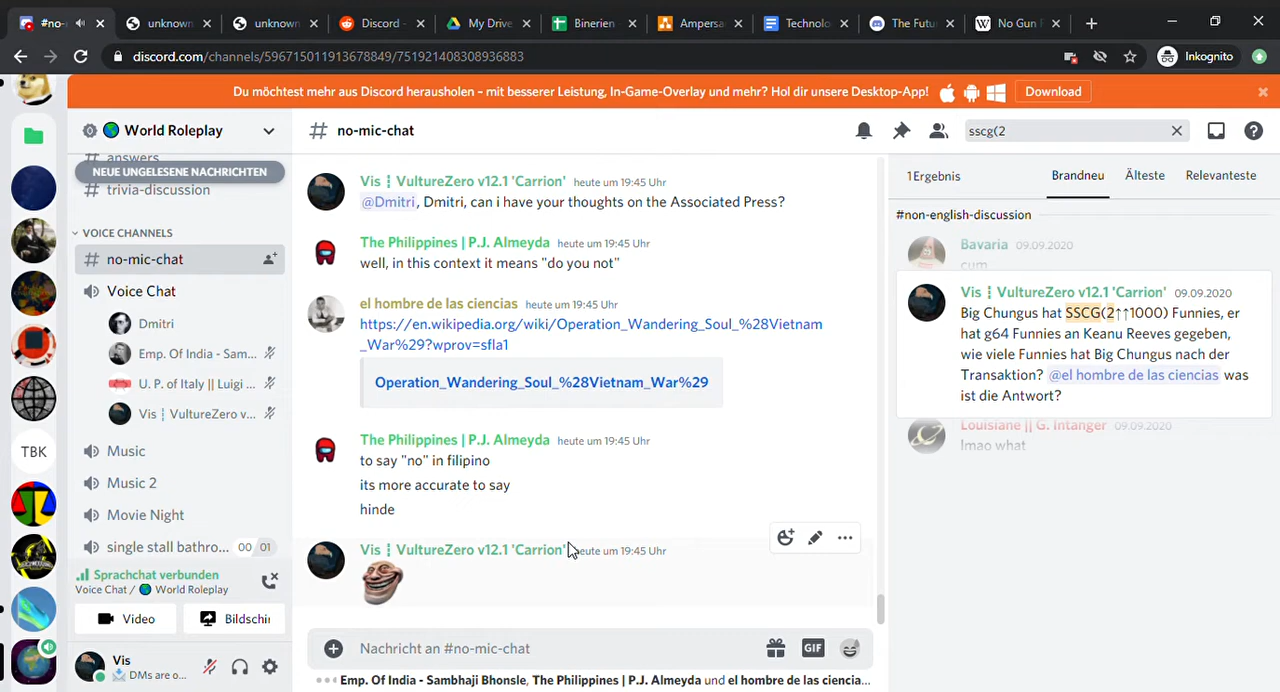 #no-
unknown
unknown
Discord -
My Drive
Binerien -
Ampersa
Technolo
The Futu
No Gun R
discord.com/channels/596715011913678849/751921408308936883
Inkognito
Du möchtest mehr aus Discord herausholen – mit besserer Leistung, In-Game-Overlay und mehr? Hol dir unsere Desktop-App!
Download
World Roleplay
# no-mic-chat
sscg(2
# answers
NEUE UNGELESENE NACHRICHTEN
# trivia-discussion
VOICE CHANNELS
# no-mic-chat
Voice Chat
Dmitri
Emp. Of India - Sam...
U. P. of Italy || Luigi ...
Vis ¦ VultureZero v...
Music
Music 2
Movie Night
single stall bathro... 00 / 01
TBK
Sprachchat verbunden
Voice Chat / World Roleplay
Video
Bildschir
Vis
DMs are o...
Vis ¦ VultureZero v12.1 'Carrion' heute um 19:45 Uhr
@Dmitri, Dmitri, can i have your thoughts on the Associated Press?
The Philippines | P.J. Almeyda heute um 19:45 Uhr
well, in this context it means "do you not"
el hombre de las ciencias heute um 19:45 Uhr
https://en.wikipedia.org/wiki/Operation_Wandering_Soul_%28Vietnam
_War%29?wprov=sfla1
Operation_Wandering_Soul_%28Vietnam_War%29
The Philippines | P.J. Almeyda heute um 19:45 Uhr
to say "no" in filipino
its more accurate to say
hinde
Vis ¦ VultureZero v12.1 'Carrion' heute um 19:45 Uhr
Nachricht an #no-mic-chat
GIF
Emp. Of India - Sambhaji Bhonsle, The Philippines | P.J. Almeyda und el hombre de las ciencia...
1Ergebnis
Brandneu
Älteste
Relevanteste
#non-english-discussion
Bavaria 09.09.2020
cum
Vis ¦ VultureZero v12.1 'Carrion' 09.09.2020
Big Chungus hat SSCG(2↑↑1000) Funnies, er
hat g64 Funnies an Keanu Reeves gegeben,
wie viele Funnies hat Big Chungus nach der
Transaktion? @el hombre de las ciencias was
ist die Antwort?
Louisiane || G. Intanger 09.09.2020
lmao what